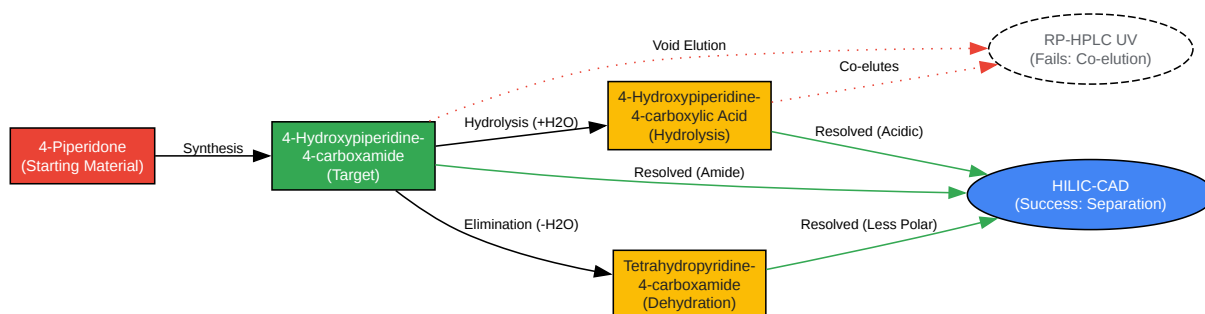 4-Piperidone
(Starting Material)
Synthesis
4-Hydroxypiperidine-
4-carboxamide
(Target)
Void Elution
Hydrolysis (+H2O)
4-Hydroxypiperidine-
4-carboxylic Acid
(Hydrolysis)
Co-elutes
RP-HPLC UV
(Fails: Co-elution)
Resolved (Acidic)
Resolved (Amide)
HILIC-CAD
(Success: Separation)
Elimination (-H2O)
Resolved (Less Polar)
Tetrahydropyridine-
4-carboxamide
(Dehydration)